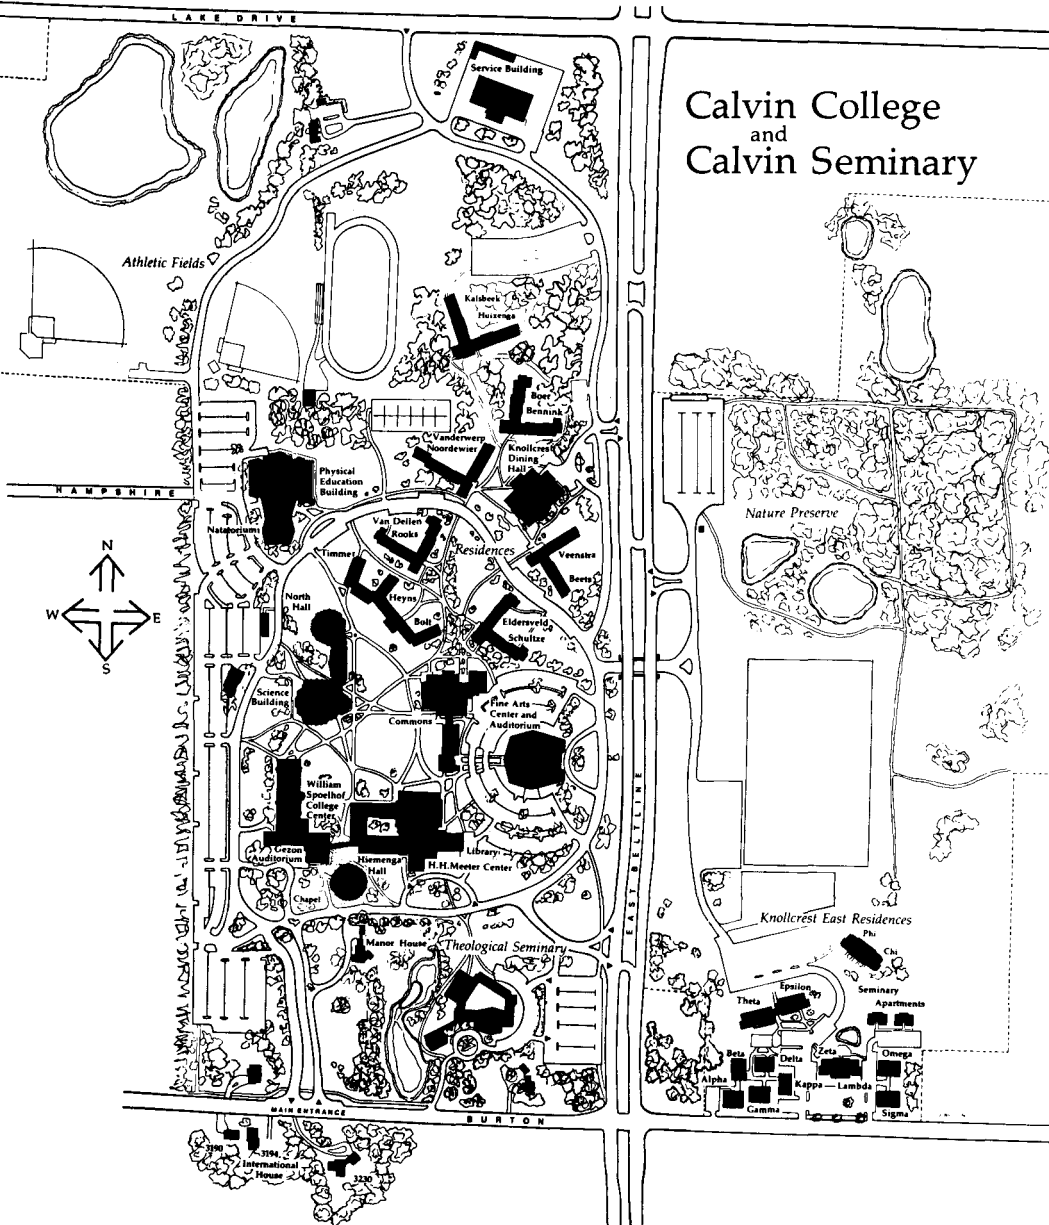 LAKE DRIVE
Service Building
Calvin College
and
Calvin Seminary
Athletic Fields
Kalsbeek
Huizenga
Boer
Bennink
Vanderwerp
Noordewier
Knollcrest
Dining
Hall
Physical
Education
Building
HAMPSHIRE
Natatorium
Van Dellen
Rooks
Residences
Nature Preserve
Timmer
Veenstra
Beets
N
W
E
S
North
Hall
Heyns
Bolt
Eldersveld
Schultze
Science
Building
Commons
Fine Arts
Center and
Auditorium
William
Spoelhof
College
Center
EAST BELTLINE
Gezon
Auditorium
Hiemenga
Hall
Library
H.H.Meeter Center
Chapel
Knollcrest East Residences
Phi
Chi
Manor House
Theological Seminary
Seminary
Apartments
Epsilon
Theta
Beta
Delta
Zeta
Omega
Alpha
Kappa
Lambda
Gamma
Sigma
MAIN ENTRANCE
BURTON
3190
3194
International
House
3230